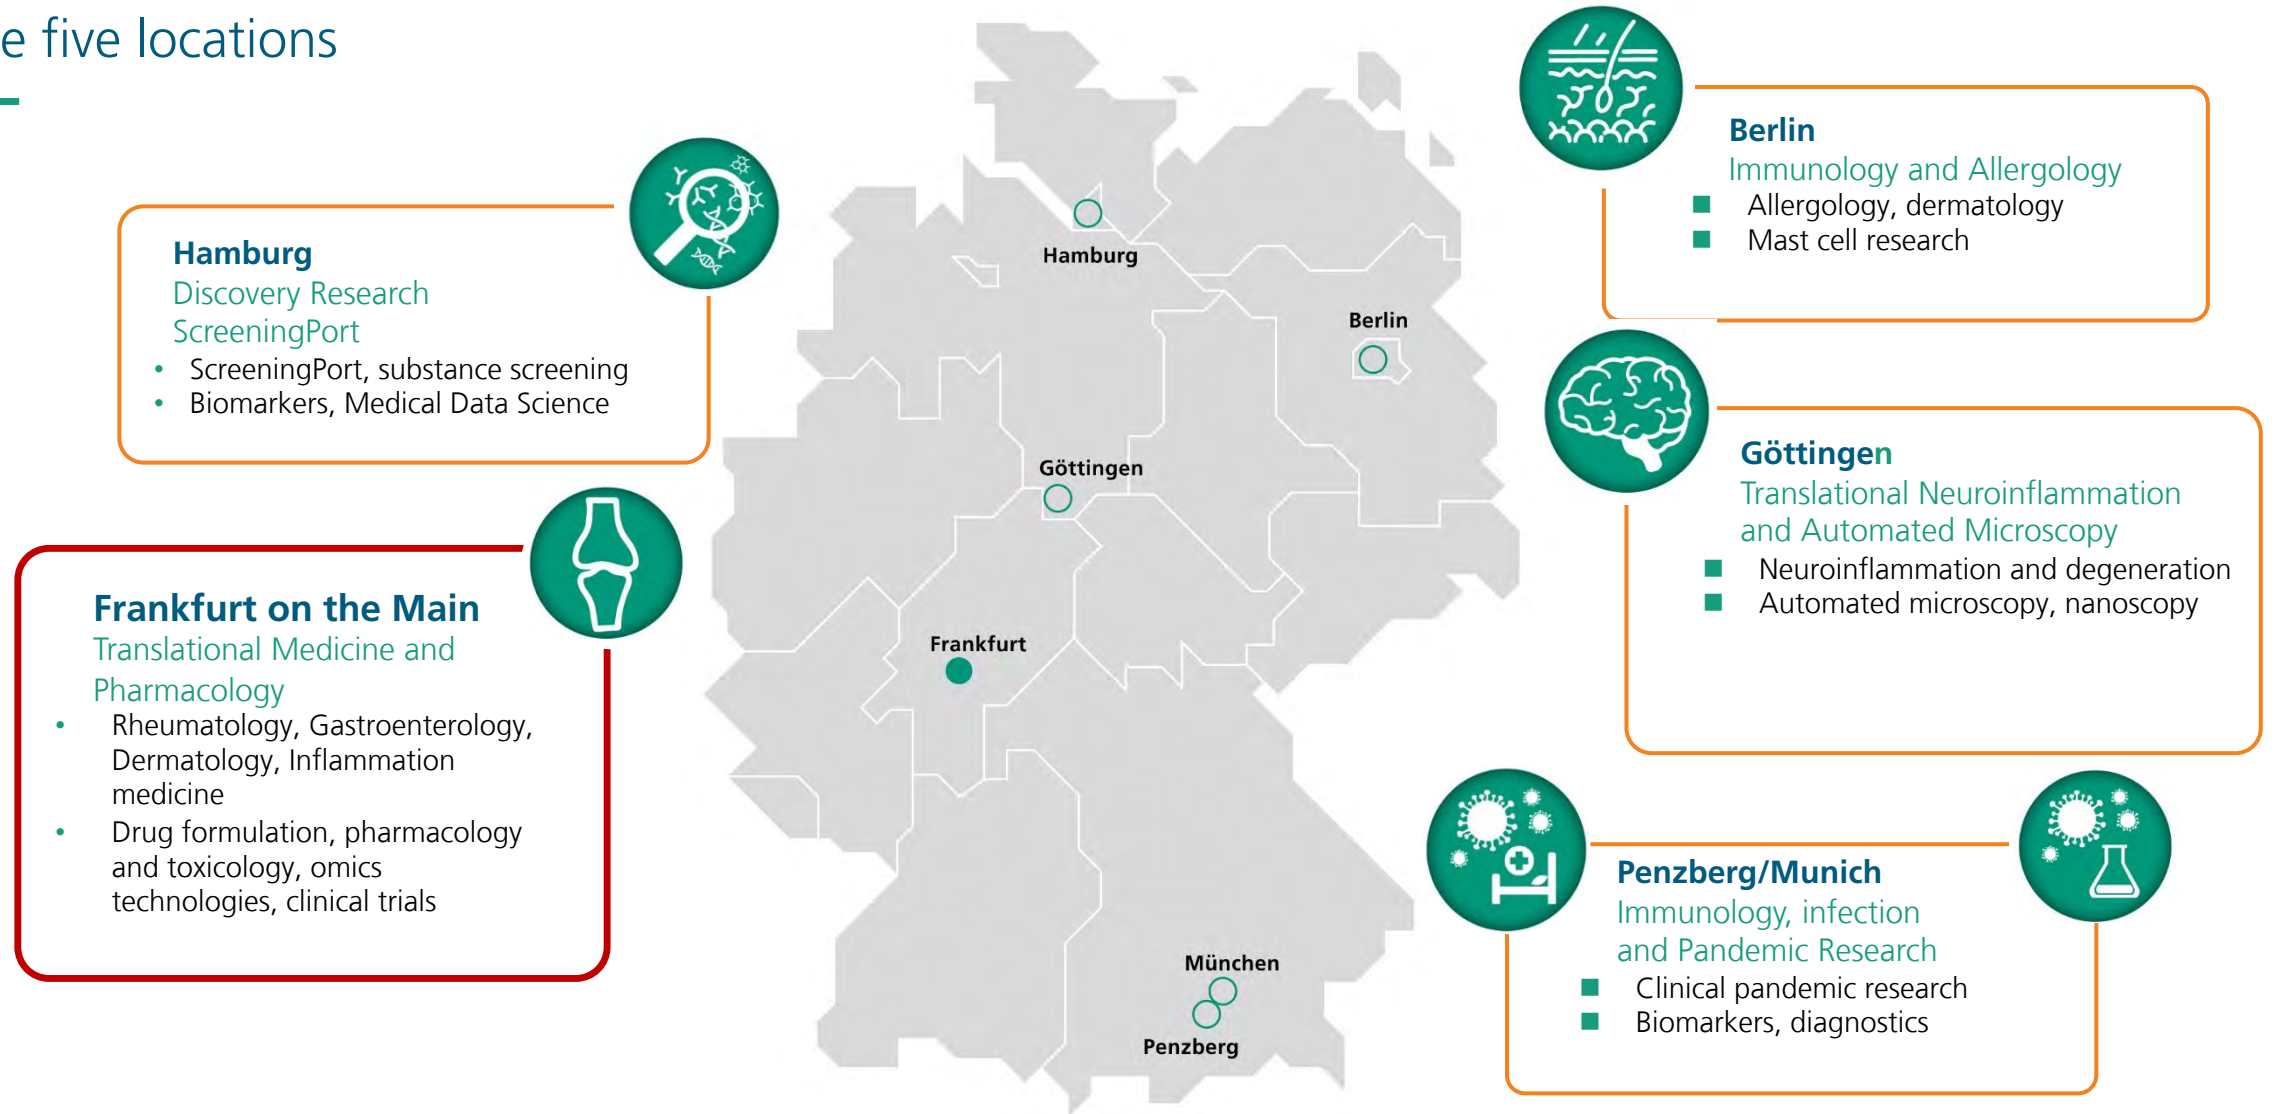 e five locations
Hamburg
Discovery Research
ScreeningPort
• ScreeningPort, substance screening
• Biomarkers, Medical Data Science
Frankfurt on the Main
Translational Medicine and
Pharmacology
• Rheumatology, Gastroenterology,
Dermatology, Inflammation
medicine
• Drug formulation, pharmacology
and toxicology, omics
technologies, clinical trials
Hamburg
Berlin
Göttingen
Frankfurt
München
Penzberg
Berlin
Immunology and Allergology
■ Allergology, dermatology
■ Mast cell research
Göttingen
Translational Neuroinflammation
and Automated Microscopy
■ Neuroinflammation and degeneration
■ Automated microscopy, nanoscopy
Penzberg/Munich
Immunology, infection
and Pandemic Research
■ Clinical pandemic research
■ Biomarkers, diagnostics